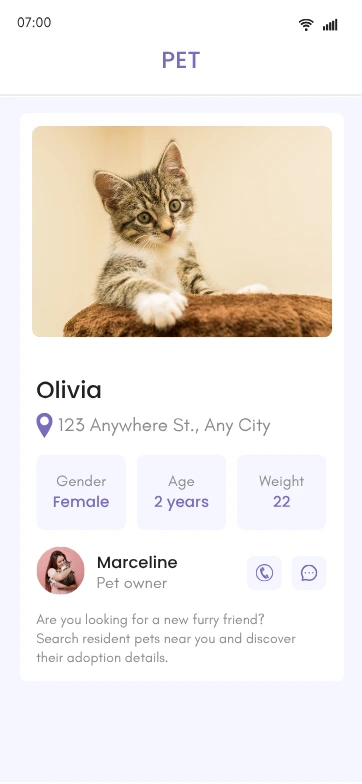 07:00
PET
Olivia
123 Anywhere St., Any City
Gender
Female
Age
2 years
Weight
22
Marceline
Pet owner
Are you looking for a new furry friend?
Search resident pets near you and discover
their adoption details.